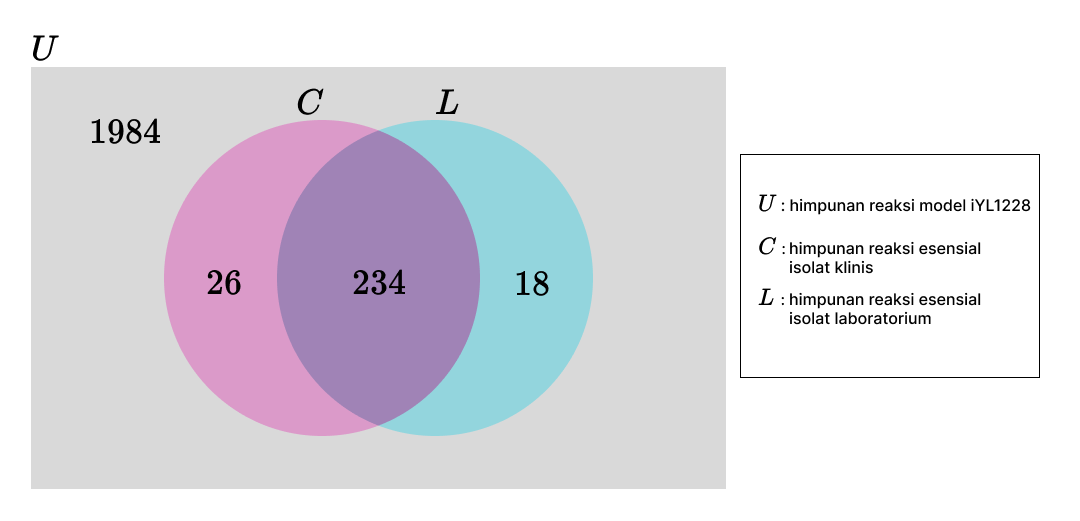 U
C L
1984
26 234 18
U : himpunan reaksi model iYL1228
C : himpunan reaksi esensial
isolat klinis
L : himpunan reaksi esensial
isolat laboratorium